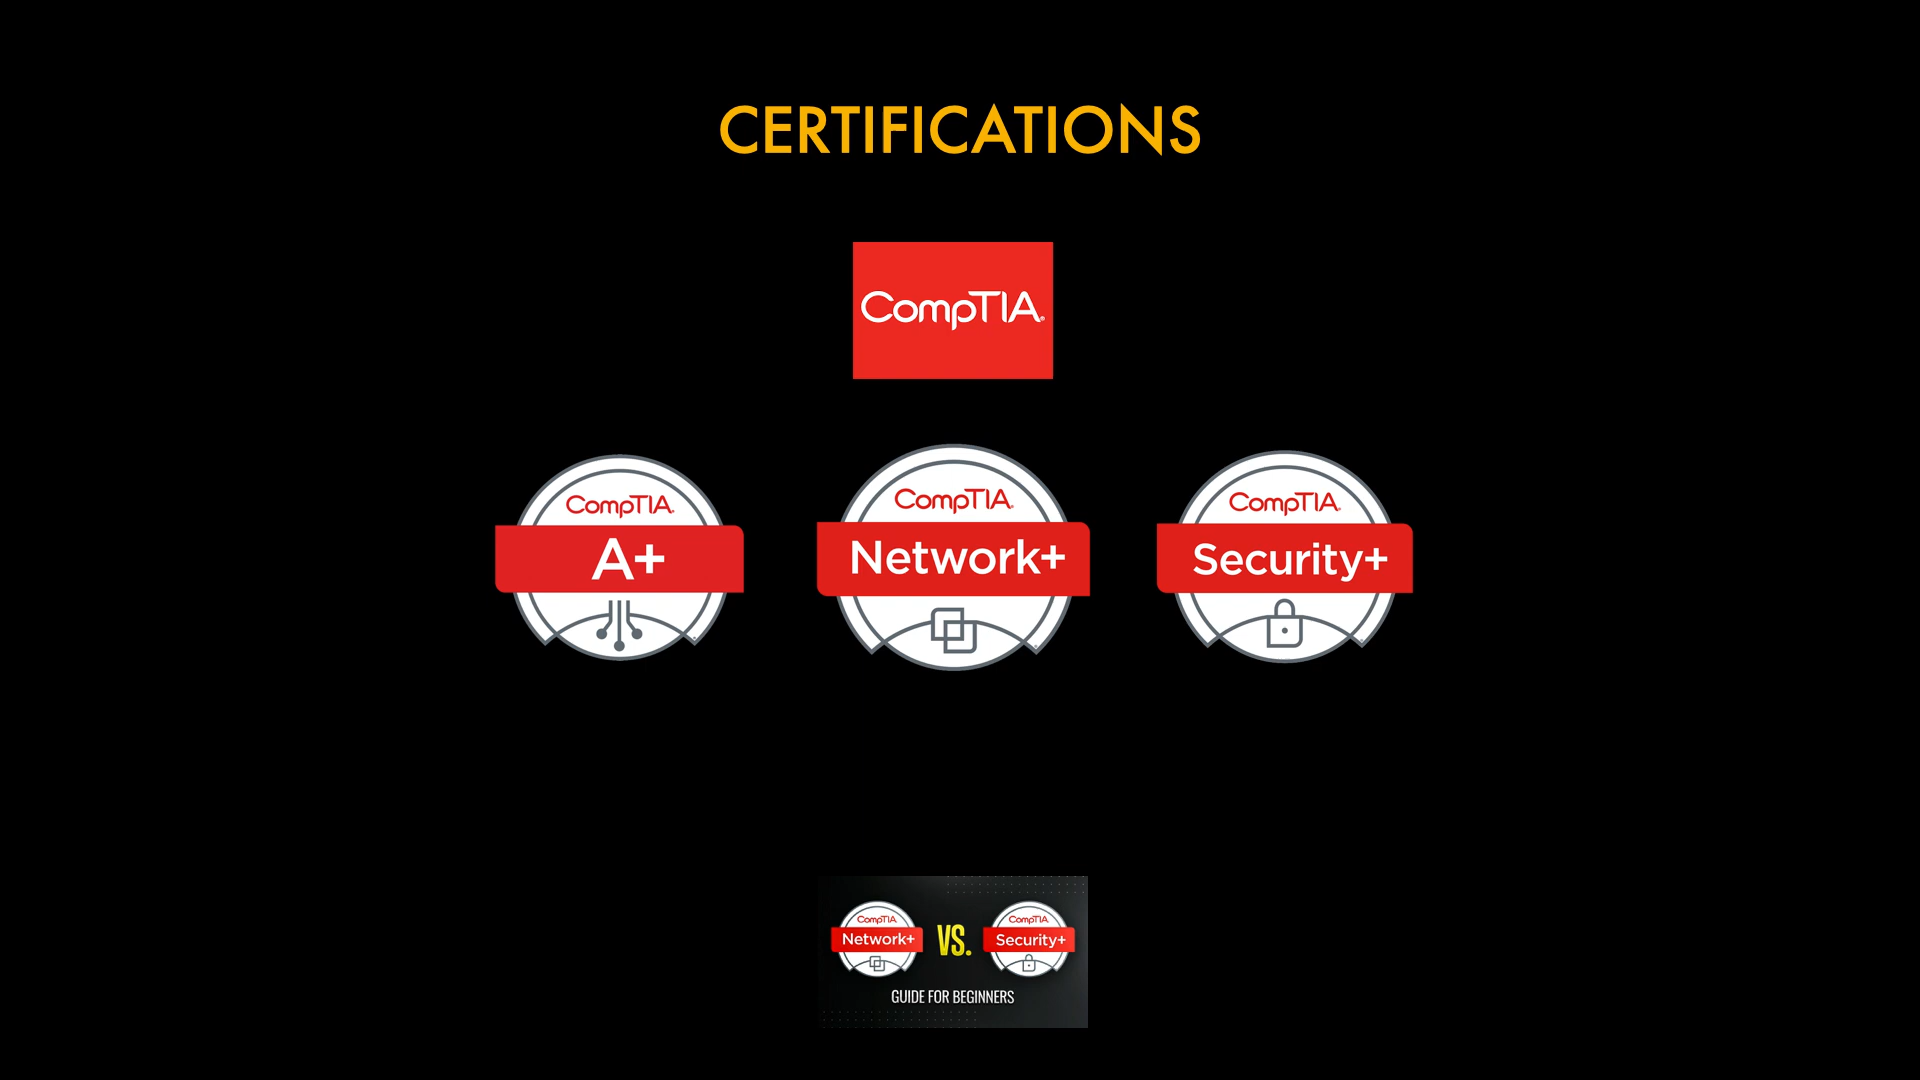 CERTIFICATIONS
CompTIA.
CompTIA.
A+
CompTIA.
Network+
CompTIA.
Security+
CompTIA.
Network+
VS.
CompTIA.
Security+
GUIDE FOR BEGINNERS